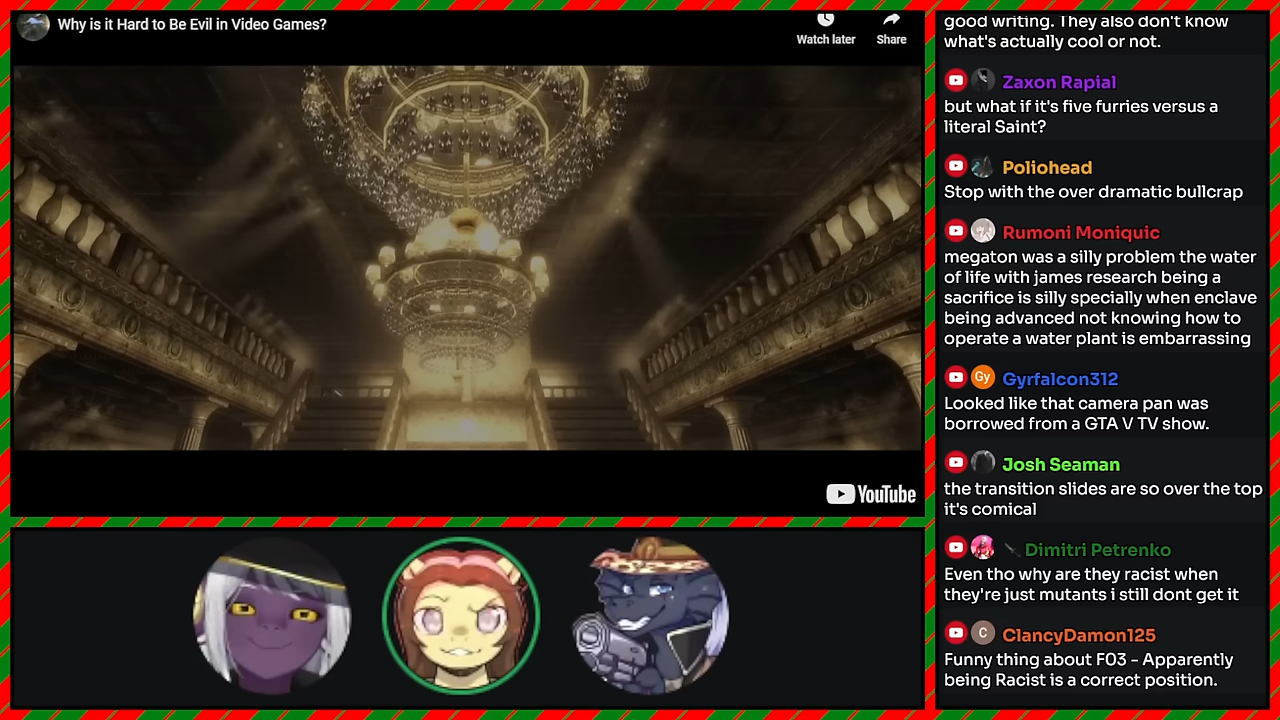 Why is it Hard to Be Evil in Video Games?
Watch later
Share
YouTube
good writing. They also don't know
what's actually cool or not.
Zaxon Rapial
but what if it's five furries versus a
literal Saint?
Poliohead
Stop with the over dramatic bullcrap
Rumoni Moniquic
megaton was a silly problem the water
of life with james research being a
sacrifice is silly specially when enclave
being advanced not knowing how to
operate a water plant is embarrassing
Gy
Gyrfalcon312
Looked like that camera pan was
borrowed from a GTA V TV show.
Josh Seaman
the transition slides are so over the top
it's comical
Dimitri Petrenko
Even tho why are they racist when
they're just mutants i still dont get it
C
ClancyDamon125
Funny thing about FO3 - Apparently
being Racist is a correct position.